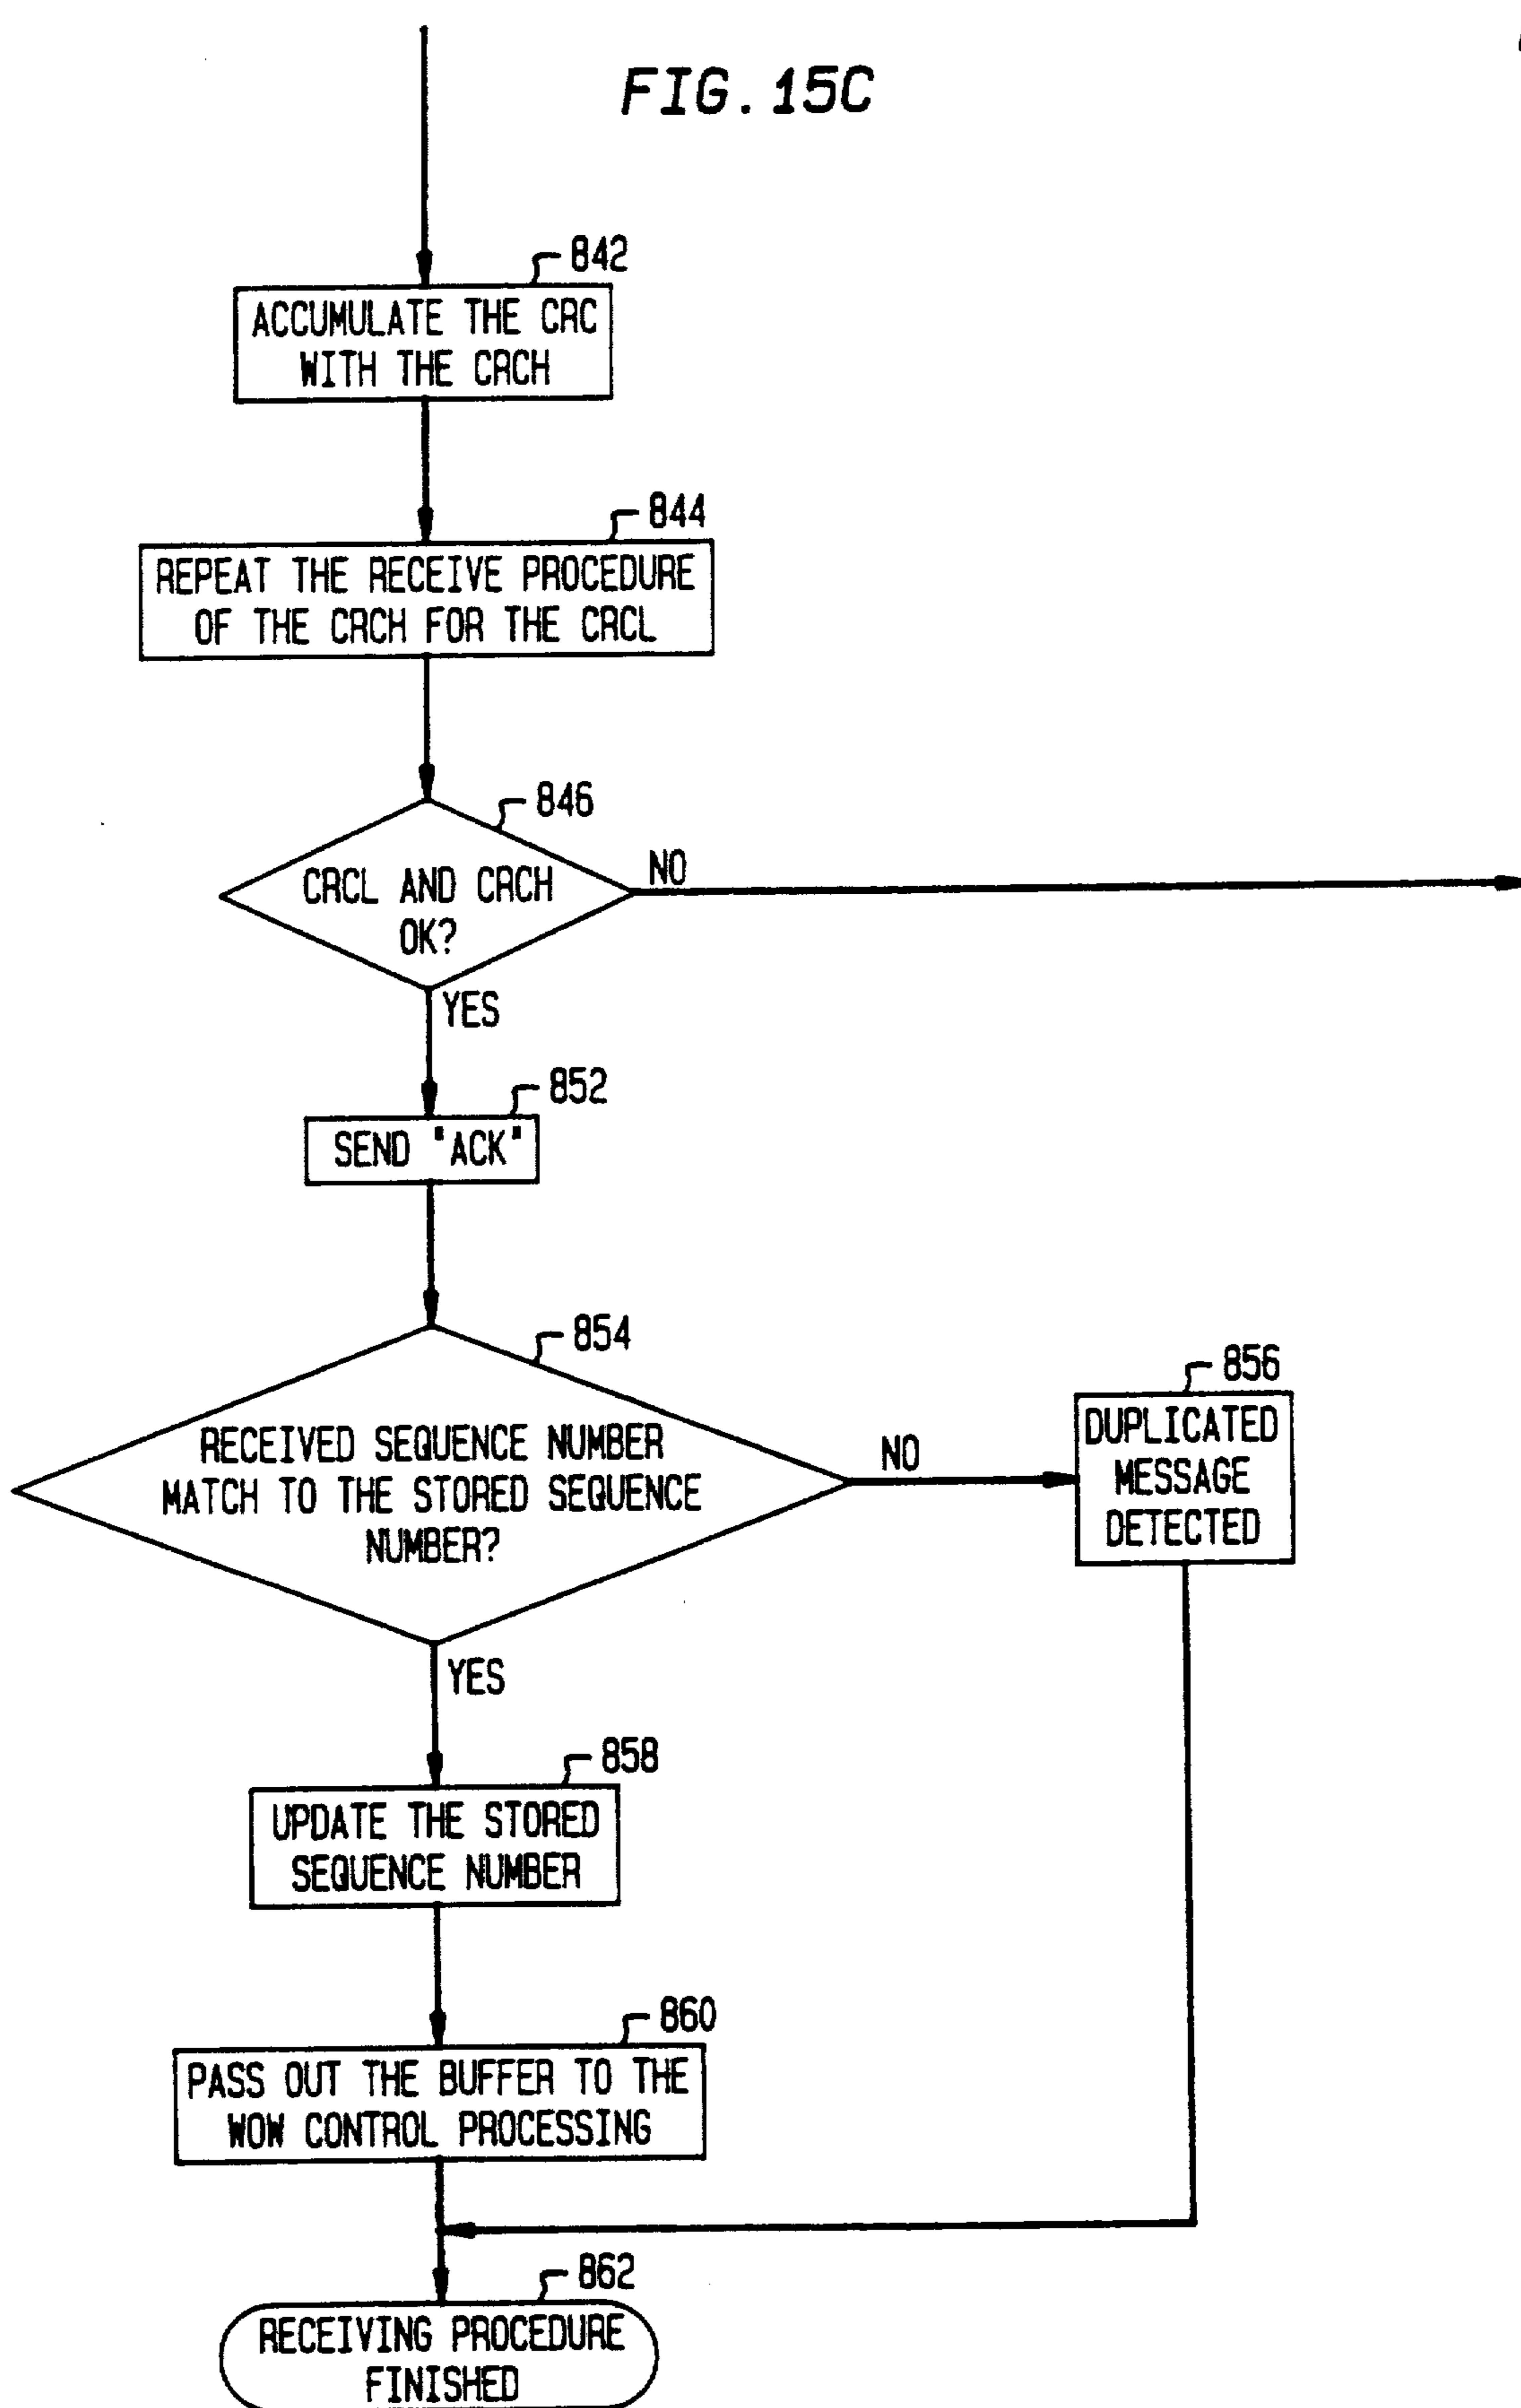 FIG. 15C
842
ACCUMULATE THE CRC
WITH THE CRCH
844
REPEAT THE RECEIVE PROCEDURE
OF THE CRCH FOR THE CRCL
846
CRCL AND CRCH
OK?
NO
YES
852
SEND "ACK"
854
RECEIVED SEQUENCE NUMBER
MATCH TO THE STORED SEQUENCE
NUMBER?
NO
856
DUPLICATED
MESSAGE
DETECTED
YES
858
UPDATE THE STORED
SEQUENCE NUMBER
860
PASS OUT THE BUFFER TO THE
WOW CONTROL PROCESSING
862
RECEIVING PROCEDURE
FINISHED